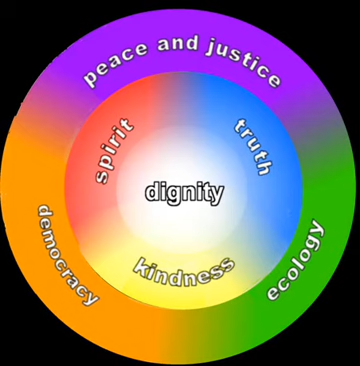 peace and justice
spirit
truth
dignity
kindness
democracy
ecology